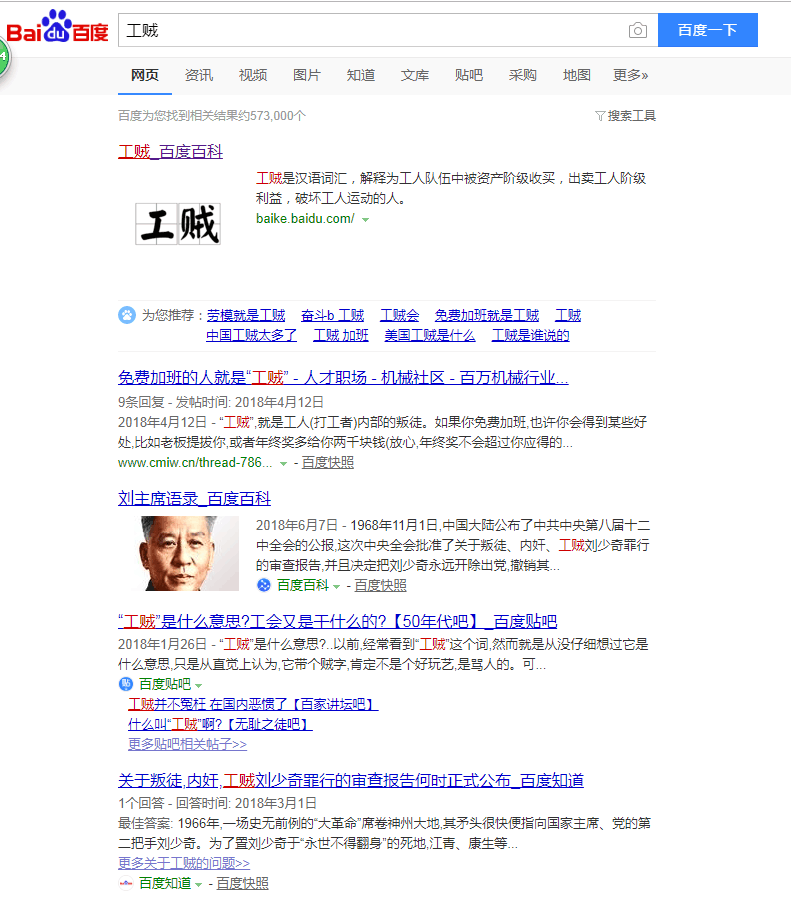 Bai du 百度 工贼 百度一下
4
网页 资讯 视频 图片 知道 文库 贴吧 采购 地图 更多»
百度为您找到相关结果约573,000个 搜索工具
工贼_百度百科
工贼是汉语词汇，解释为工人队伍中被资产阶级收买，出卖工人阶级
利益，破坏工人运动的人。
工贼
baike.baidu.com/
为您推荐：劳模就是工贼 奋斗b 工贼 工贼会 免费加班就是工贼 工贼
中国工贼太多了 工贼 加班 美国工贼是什么 工贼是谁说的
免费加班的人就是“工贼” - 人才职场 - 机械社区 - 百万机械行业...
9条回复 - 发帖时间: 2018年4月12日
2018年4月12日 - “工贼”,就是工人(打工者)内部的叛徒。如果你免费加班,也许你会得到某些好
处,比如老板提拔你,或者年终奖多给你两千块钱(放心,年终奖不会超过你应得的...
www.cmiw.cn/thread-786... - 百度快照
刘主席语录_百度百科
2018年6月7日 - 1968年11月1日,中国大陆公布了中共中央第八届十二
中全会的公报,这次中央全会批准了关于叛徒、内奸、工贼刘少奇罪行
的审查报告,并且决定把刘少奇永远开除出党,撤销其...
百度百科 - 百度快照
“工贼”是什么意思?工会又是干什么的?【50年代吧】_百度贴吧
2018年1月26日 - “工贼”是什么意思?..以前,经常看到“工贼”这个词,然而就是从没仔细想过它是
什么意思,只是从直觉上认为,它带个贼字,肯定不是个好玩艺,是骂人的。可...
贴 百度贴吧
工贼并不冤枉 在国内恶惯了【百家讲坛吧】
什么叫“工贼”啊?【无耻之徒吧】
更多贴吧相关帖子>>
关于叛徒,内奸,工贼刘少奇罪行的审查报告何时正式公布_百度知道
1个回答 - 回答时间: 2018年3月1日
最佳答案: 1966年,一场史无前例的“大革命”席卷神州大地,其矛头很快便指向国家主席、党的第
二把手刘少奇。为了置刘少奇于“永世不得翻身”的死地,江青、康生等...
更多关于工贼的问题>>
百度知道 - 百度快照